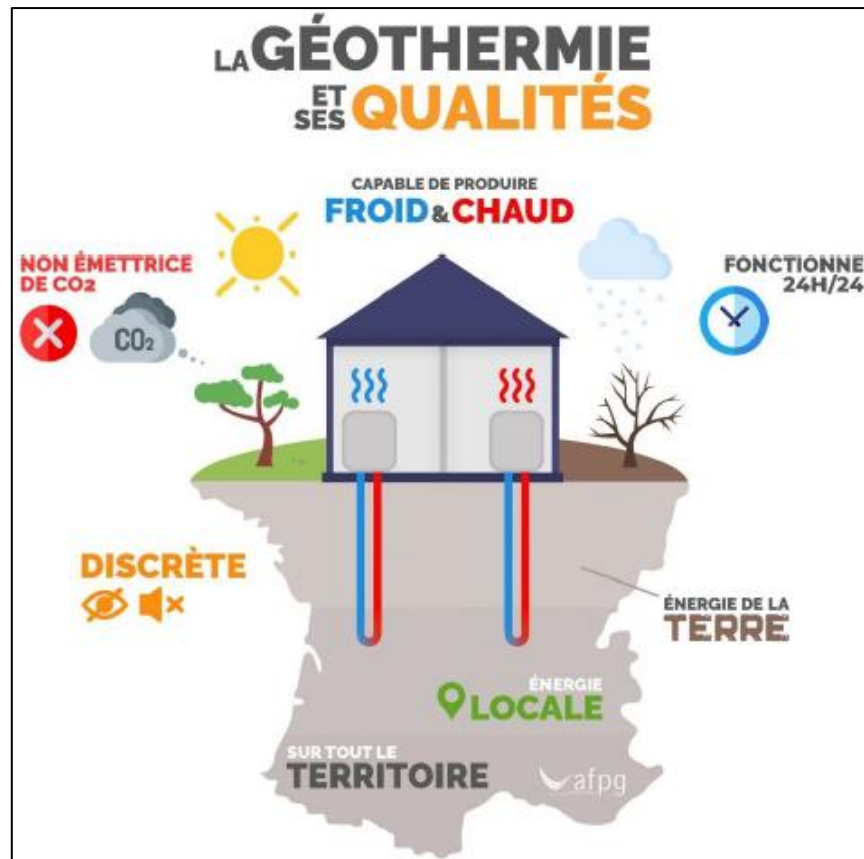 LA GÉOTHERMIE
ET SES QUALITÉS
CAPABLE DE PRODUIRE
FROID & CHAUD
NON ÉMETTRICE
DE CO2
CO2
FONCTIONNE
24H/24
DISCRÈTE
ÉNERGIE DE LA
TERRE
ÉNERGIE
LOCALE
SUR TOUT LE
TERRITOIRE
afpg